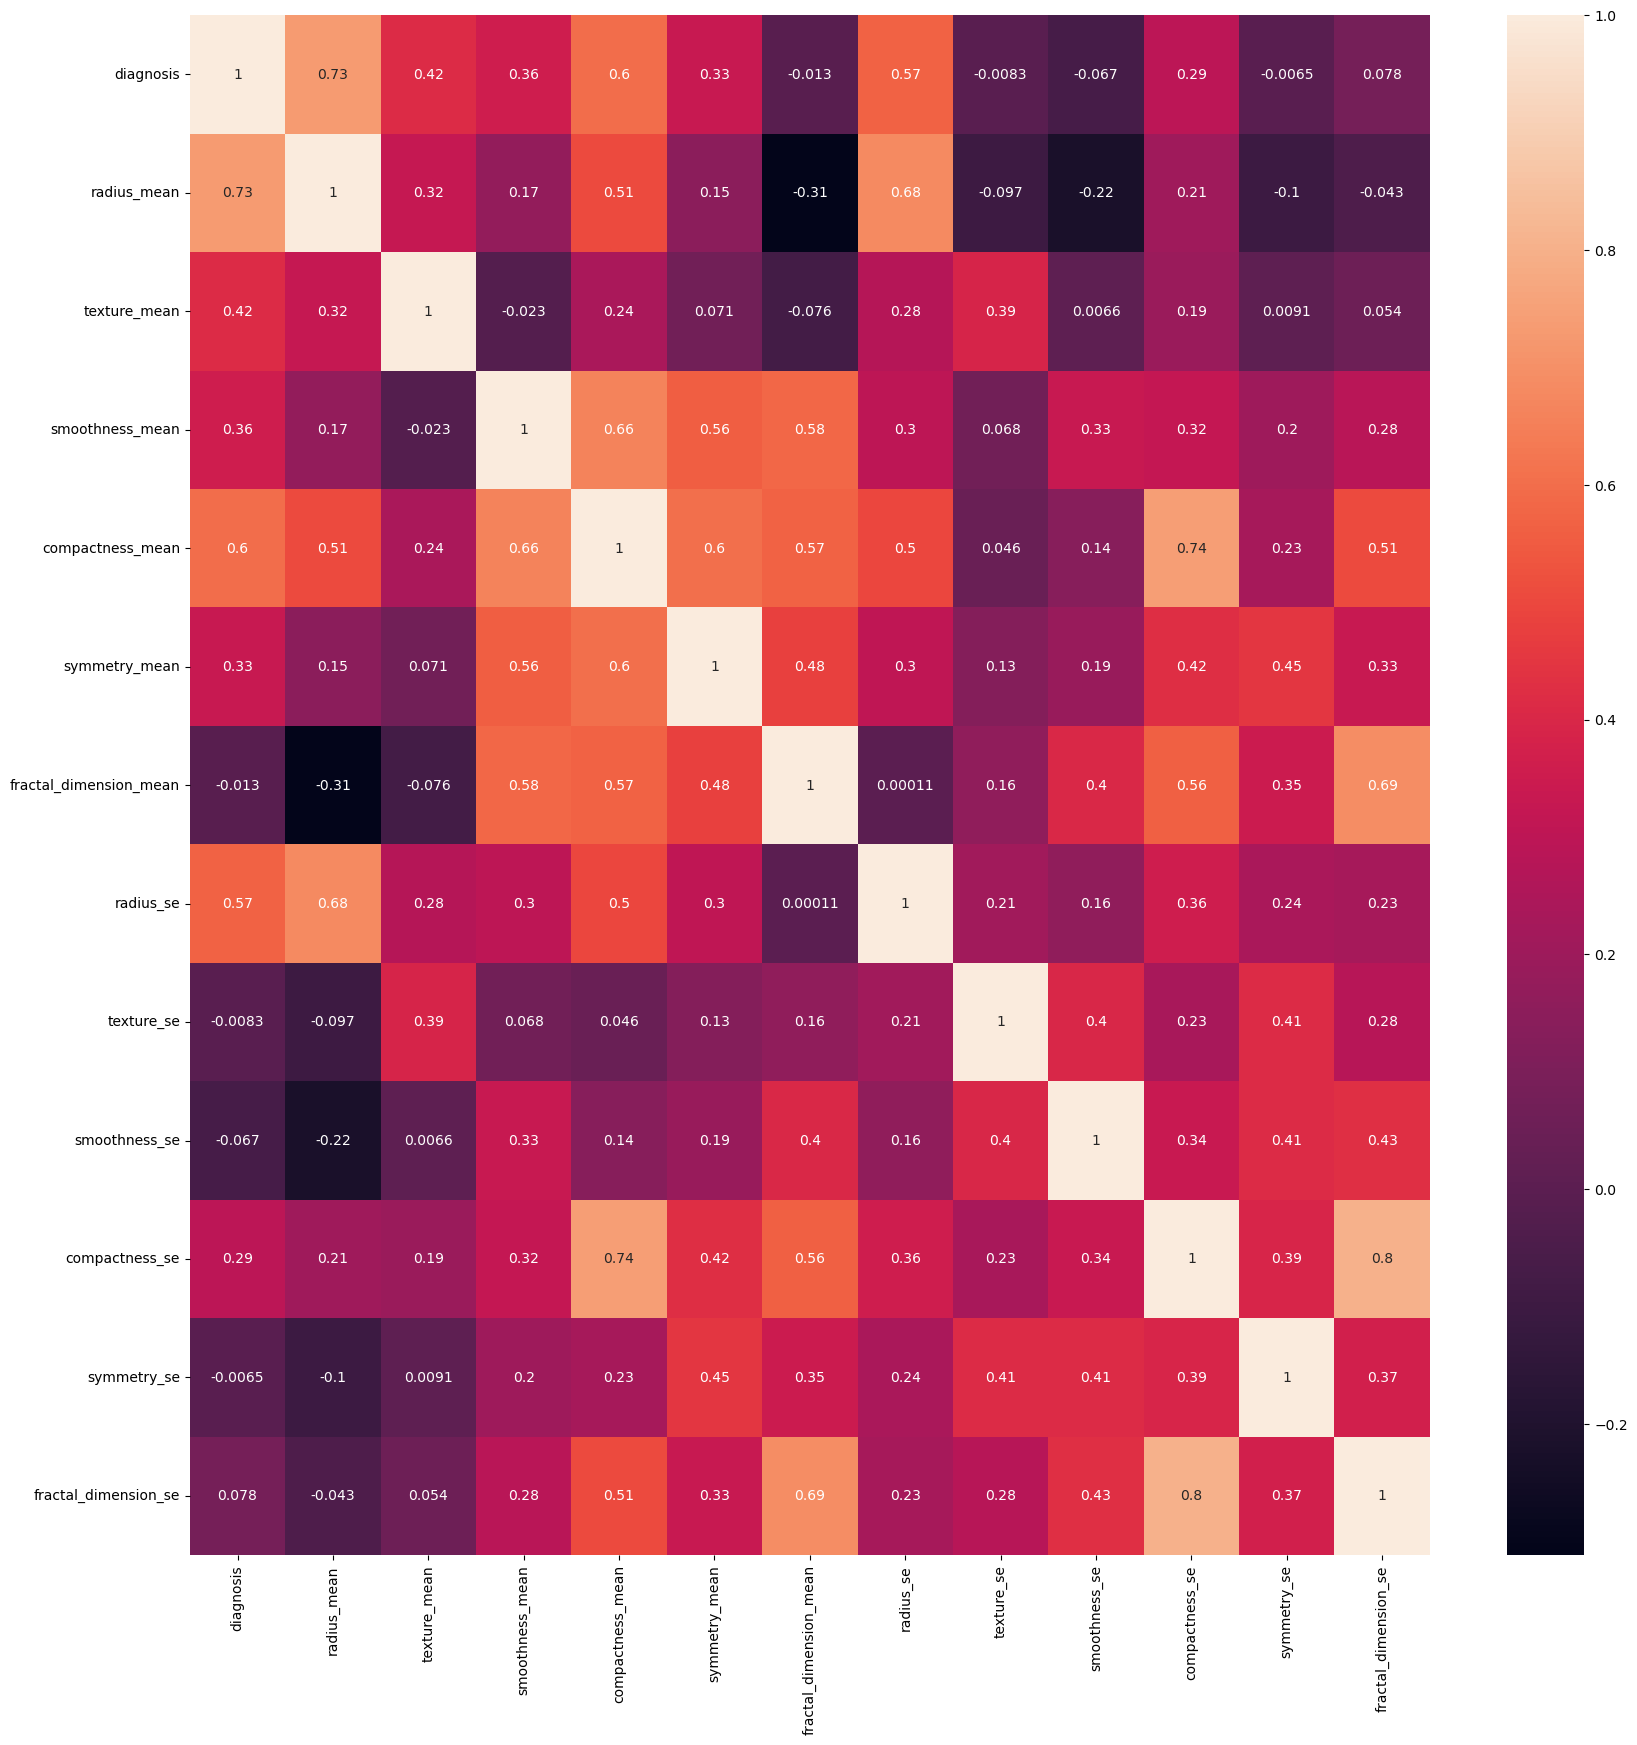 diagnosis 1 0.73 0.42 0.36 0.6 0.33 -0.013 0.57 -0.0083 -0.067 0.29 -0.0065 0.078
radius_mean 0.73 1 0.32 0.17 0.51 0.15 -0.31 0.68 -0.097 -0.22 0.21 -0.1 -0.043
texture_mean 0.42 0.32 1 -0.023 0.24 0.071 -0.076 0.28 0.39 0.0066 0.19 0.0091 0.054
smoothness_mean 0.36 0.17 -0.023 1 0.66 0.56 0.58 0.3 0.068 0.33 0.32 0.2 0.28
compactness_mean 0.6 0.51 0.24 0.66 1 0.6 0.57 0.5 0.046 0.14 0.74 0.23 0.51
symmetry_mean 0.33 0.15 0.071 0.56 0.6 1 0.48 0.3 0.13 0.19 0.42 0.45 0.33
fractal_dimension_mean -0.013 -0.31 -0.076 0.58 0.57 0.48 1 0.00011 0.16 0.4 0.56 0.35 0.69
radius_se 0.57 0.68 0.28 0.3 0.5 0.3 0.00011 1 0.21 0.16 0.36 0.24 0.23
texture_se -0.0083 -0.097 0.39 0.068 0.046 0.13 0.16 0.21 1 0.4 0.23 0.41 0.28
smoothness_se -0.067 -0.22 0.0066 0.33 0.14 0.19 0.4 0.16 0.4 1 0.34 0.41 0.43
compactness_se 0.29 0.21 0.19 0.32 0.74 0.42 0.56 0.36 0.23 0.34 1 0.39 0.8
symmetry_se -0.0065 -0.1 0.0091 0.2 0.23 0.45 0.35 0.24 0.41 0.41 0.39 1 0.37
fractal_dimension_se 0.078 -0.043 0.054 0.28 0.51 0.33 0.69 0.23 0.28 0.43 0.8 0.37 1
diagnosis
radius_mean
texture_mean
smoothness_mean
compactness_mean
symmetry_mean
fractal_dimension_mean
radius_se
texture_se
smoothness_se
compactness_se
symmetry_se
fractal_dimension_se
1.0
0.8
0.6
0.4
0.2
0.0
−0.2